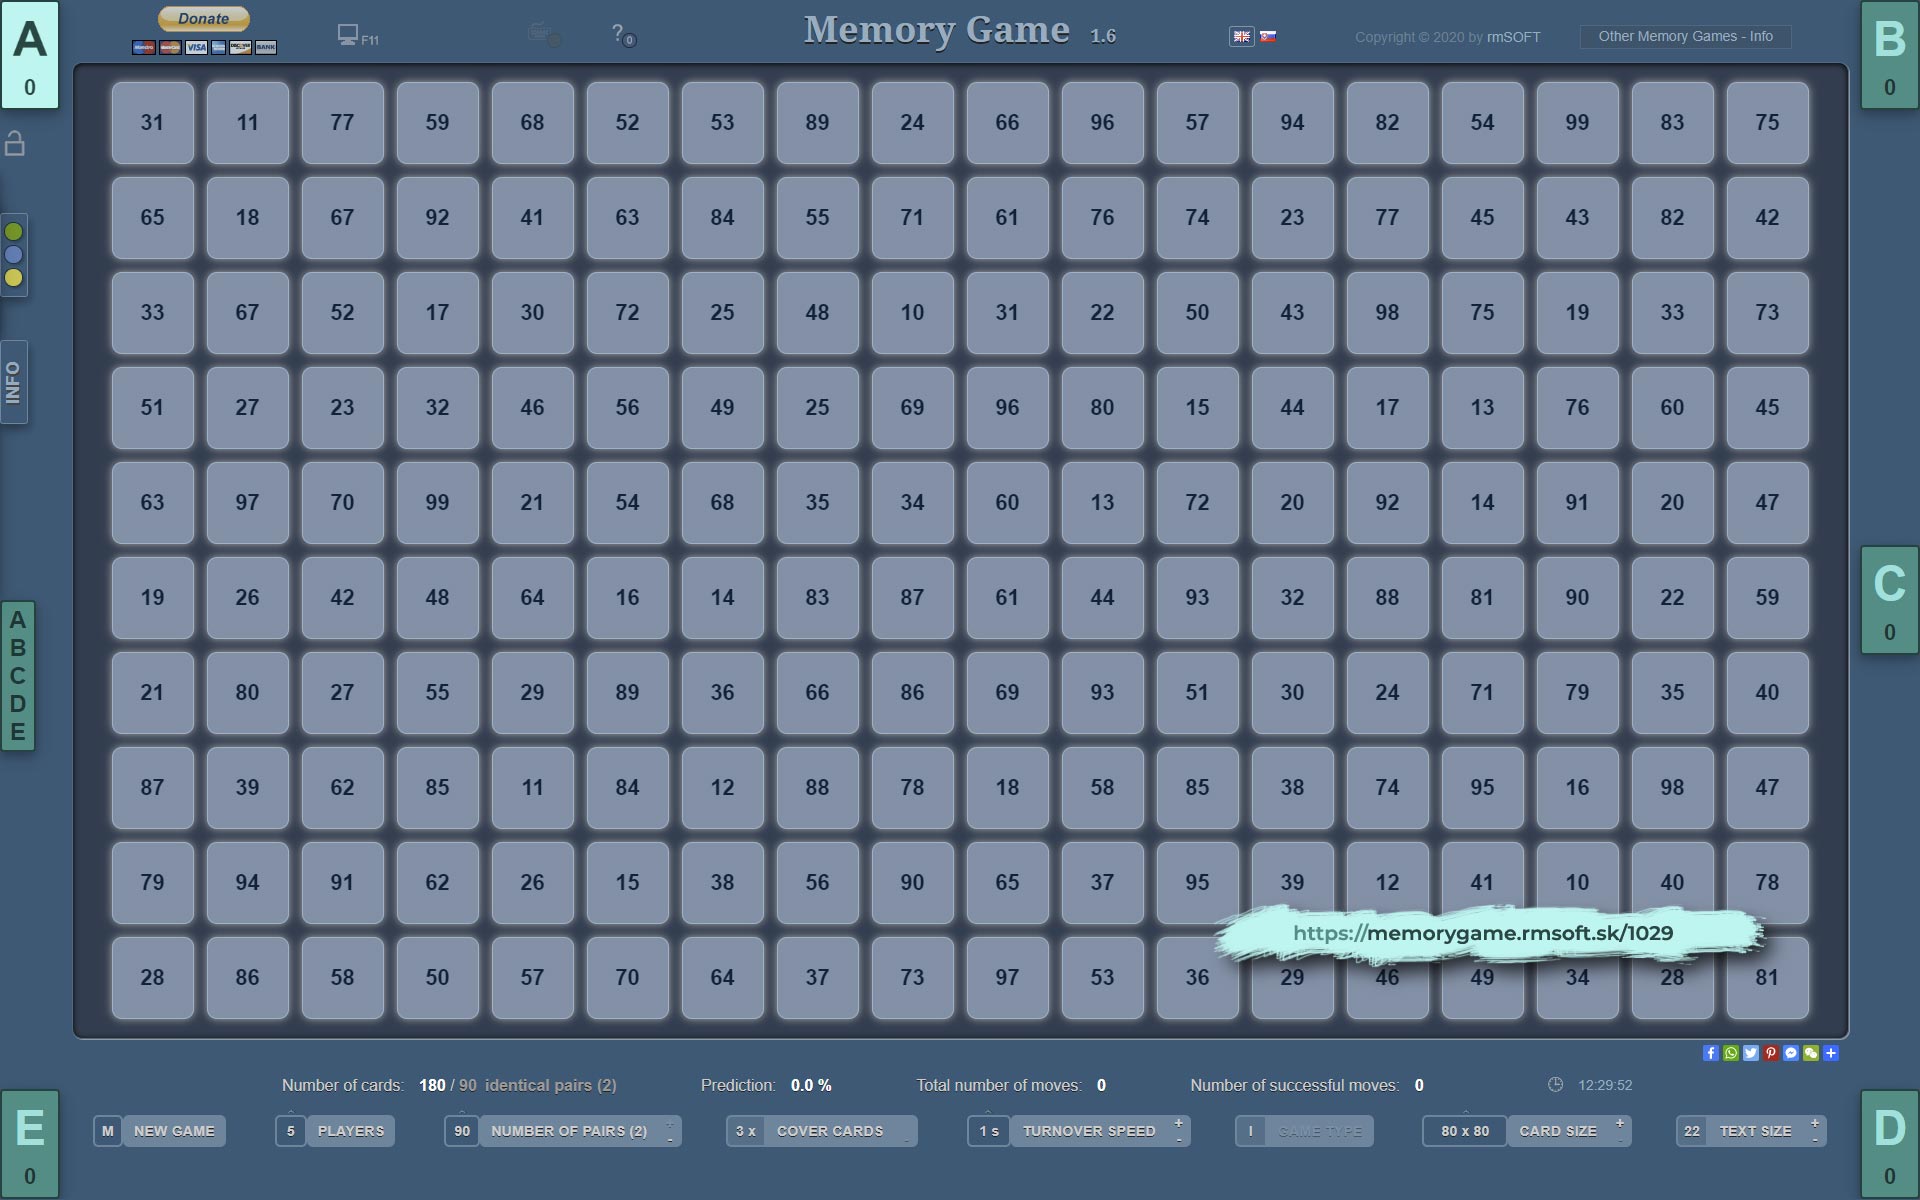 A
0
Donate
Maestro MasterCard VISA DISCOVER BANK
F11
?
0
Memory Game 1.6
Copyright © 2020 by rmSOFT
Other Memory Games - Info
B
0
31 11 77 59 68 52 53 89 24 66 96 57 94 82 54 99 83 75
65 18 67 92 41 63 84 55 71 61 76 74 23 77 45 43 82 42
33 67 52 17 30 72 25 48 10 31 22 50 43 98 75 19 33 73
INFO
51 27 23 32 46 56 49 25 69 96 80 15 44 17 13 76 60 45
63 97 70 99 21 54 68 35 34 60 13 72 20 92 14 91 20 47
19 26 42 48 64 16 14 83 87 61 44 93 32 88 81 90 22 59
C
0
A
B
C
D
E
21 80 27 55 29 89 36 66 86 69 93 51 30 24 71 79 35 40
87 39 62 85 11 84 12 88 78 18 58 85 38 74 95 16 98 47
79 94 91 62 26 15 38 56 90 65 37 95 39 12 41 10 40 78
https://memorygame.rmsoft.sk/1029
28 86 58 50 57 70 64 37 73 97 53 36 29 46 49 34 28 81
Number of cards: 180 / 90 identical pairs (2) Prediction: 0.0 % Total number of moves: 0 Number of successful moves: 0 12:29:52
E
0
M NEW GAME 5 PLAYERS 90 NUMBER OF PAIRS (2) + - 3 x COVER CARDS - 1 s TURNOVER SPEED + - I GAME TYPE 80 x 80 CARD SIZE + - 22 TEXT SIZE + -
D
0